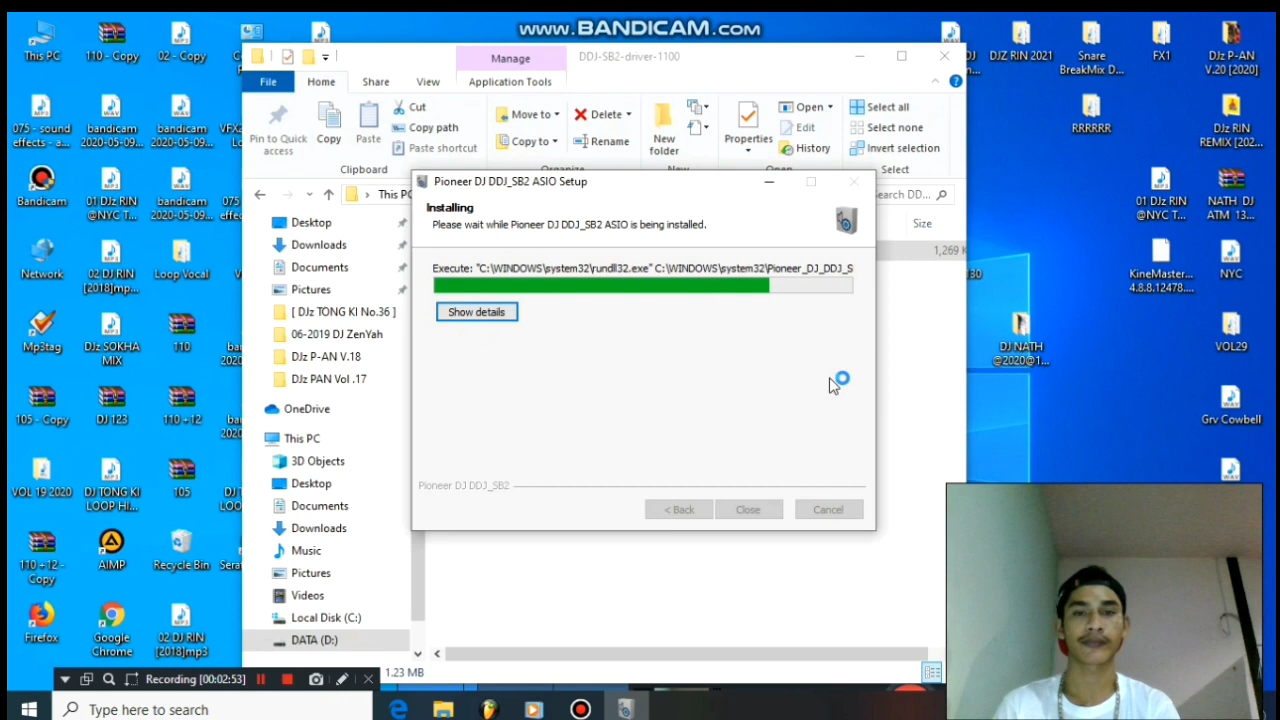 www.BANDICAM.com
This PC
110 - Copy
02 - Copy
DJZ RIN 2021
Snare
BreakMix D...
FX1
DJz P-AN
V.20 [2020]
Manage
DDJ-SB2-driver-1100
File
Home
Share
View
Application Tools
Pin to Quick
access
Copy
Paste
Cut
Copy path
Paste shortcut
Move to
Copy to
Delete
Rename
New
folder
Properties
Open
Edit
History
Select all
Select none
Invert selection
Clipboard
Organize
New
Open
Select
075 - sound
effects - a...
bandicam
2020-05-09...
bandicam
2020-05-09...
RRRRRR
DJz RIN
REMIX [202...
This PC
Size
1,269 K
Bandicam
01 DJz RIN
@NYC T...
bandicam
2020-05-09...
01 DJz RIN
@NYC T...
NATH DJ
ATM 13...
Network
02 DJ RIN
[2018]mp...
Loop Vocal
KineMaster...
4.8.8.12478....
NYC
Mp3tag
DJz SOKHA
MIX
110
DJ NATH
@2020@1...
VOL29
105 - Copy
DJ 123
110 +12
Grv Cowbell
VOL 19 2020
DJ TONG KI
LOOP HI...
105
110 +12 -
Copy
AIMP
Recycle Bin
Firefox
Google
Chrome
02 DJ RIN
[2018]mp3
Desktop
Downloads
Documents
Pictures
[ DJz TONG KI No.36 ]
06-2019 DJ ZenYah
DJz P-AN V.18
DJz PAN Vol .17
OneDrive
This PC
3D Objects
Desktop
Documents
Downloads
Music
Pictures
Videos
Local Disk (C:)
DATA (D:)
Pioneer DJ DDJ_SB2 ASIO Setup
Installing
Please wait while Pioneer DJ DDJ_SB2 ASIO is being installed.
Execute: "C:\WINDOWS\system32\rundll32.exe" C:\WINDOWS\system32\Pioneer_DJ_DDJ_S
Show details
Pioneer DJ DDJ_SB2
< Back
Close
Cancel
1.23 MB
Recording [00:02:53]
Type here to search